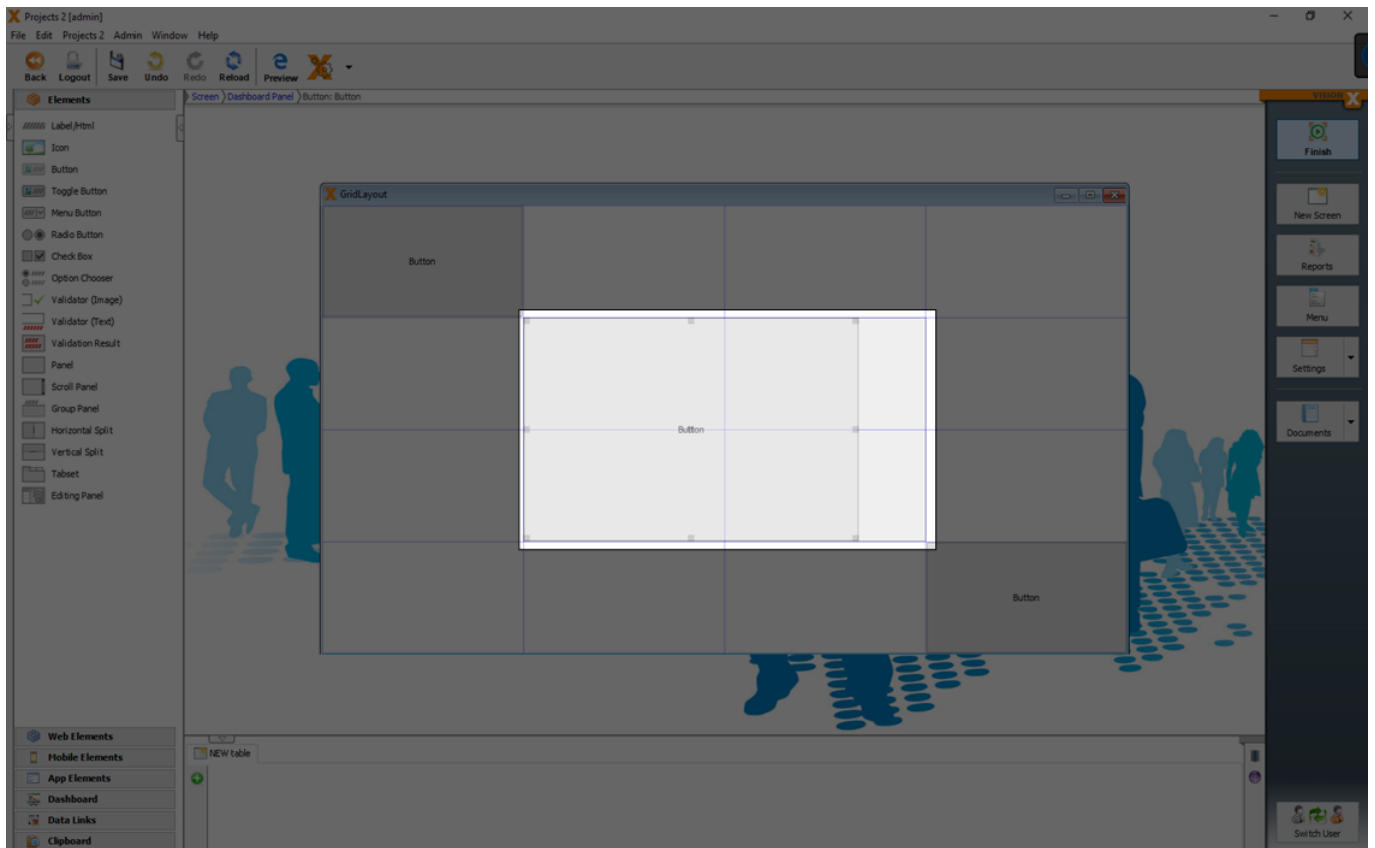 Projects 2 [admin]
File Edit Projects 2 Admin Window Help
Back Logout Save Undo Redo Reload Preview
Elements
Screen Dashboard Panel Button: Button
VISION X
Label/Html
Icon
Button
Toggle Button
Menu Button
Radio Button
Check Box
Option Chooser
Validator (Image)
Validator (Text)
Validation Result
Panel
Scroll Panel
Group Panel
Horizontal Split
Vertical Split
Tabset
Editing Panel
GridLayout
Button
Button
Button
Finish
New Screen
Reports
Menu
Settings
Documents
Web Elements
Mobile Elements
App Elements
Dashboard
Data Links
Clipboard
NEW table
Switch User